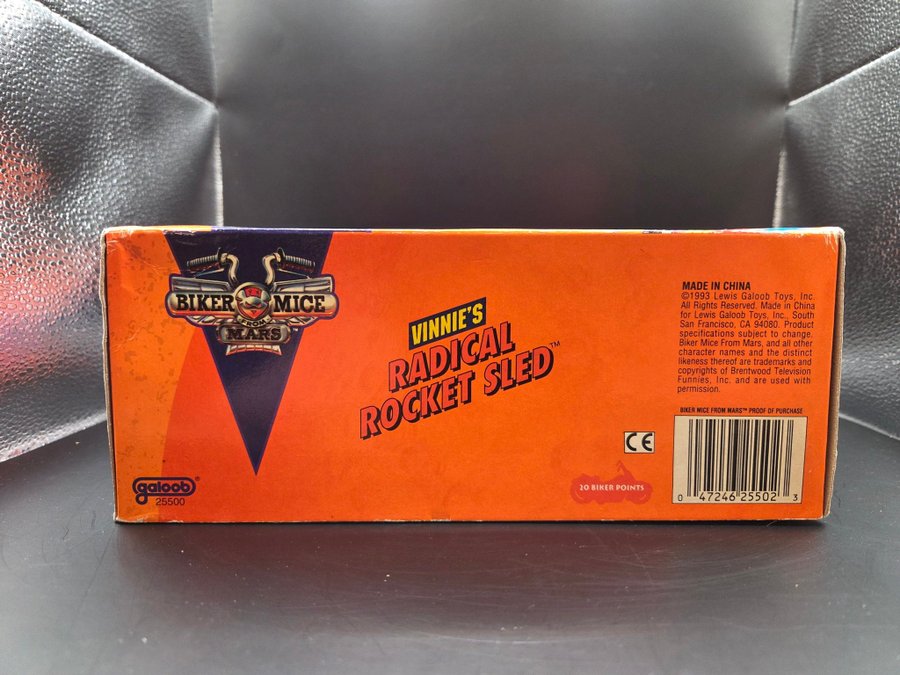 BIKER MICE
FROM
MARS™
VINNIE'S
RADICAL
ROCKET SLED™
MADE IN CHINA
©1993 Lewis Galoob Toys, Inc.
All Rights Reserved. Made in China
for Lewis Galoob Toys, Inc., South
San Francisco, CA 94080. Product
specifications subject to change.
Biker Mice From Mars, and all other
character names and the distinct
likeness thereof are trademarks and
copyrights of Brentwood Television
Funnies, Inc. and are used with
permission.
BIKER MICE FROM MARS™ PROOF OF PURCHASE
CE
galoob®
25500
20 BIKER POINTS
0 47246 25502 3